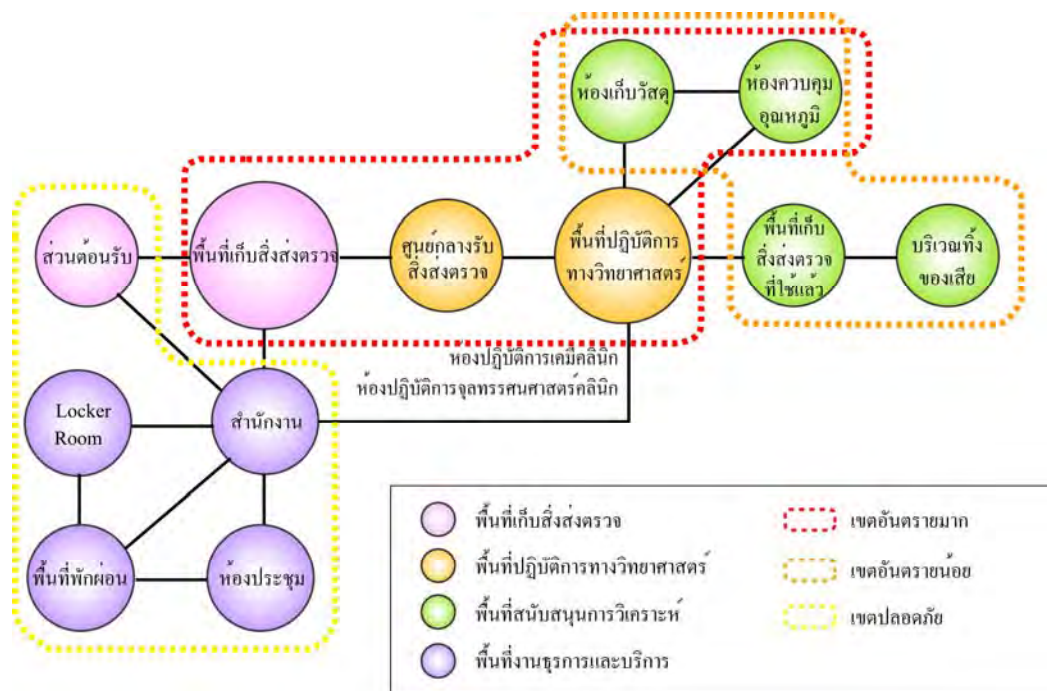 ห้องเก็บวัสดุ
ห้องควบคุม
อุณหภูมิ
ส่วนต้อนรับ
พื้นที่เก็บสิ่งส่งตรวจ
ศูนย์กลางรับ
สิ่งส่งตรวจ
พื้นที่ปฏิบัติการ
ทางวิทยาศาสตร์
พื้นที่เก็บ
สิ่งส่งตรวจ
ที่ใช้แล้ว
บริเวณทิ้ง
ของเสีย
ห้องปฏิบัติการเคมีคลินิก
ห้องปฏิบัติการจุลทรรศนศาสตร์คลินิก
Locker
Room
สำนักงาน
พื้นที่พักผ่อน
ห้องประชุม
พื้นที่เก็บสิ่งส่งตรวจ
พื้นที่ปฏิบัติการทางวิทยาศาสตร์
พื้นที่สนับสนุนการวิเคราะห์
พื้นที่งานธุรการและบริการ
เขตอันตรายมาก
เขตอันตรายน้อย
เขตปลอดภัย